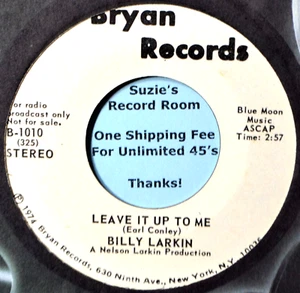 Bryan
Records
Suzie's
Record Room
One Shipping Fee
For Unlimited 45's
Thanks!
or radio
broadcast only
Not for sale.
B-1010
(325)
STEREO
Blue Moon
Music
ASCAP
Time: 2:57
LEAVE IT UP TO ME
(Earl Conley)
BILLY LARKIN
A Nelson Larkin Production
Ⓟ 1974 Bryan Records, 630 Ninth Ave., New York, N.Y. 10036